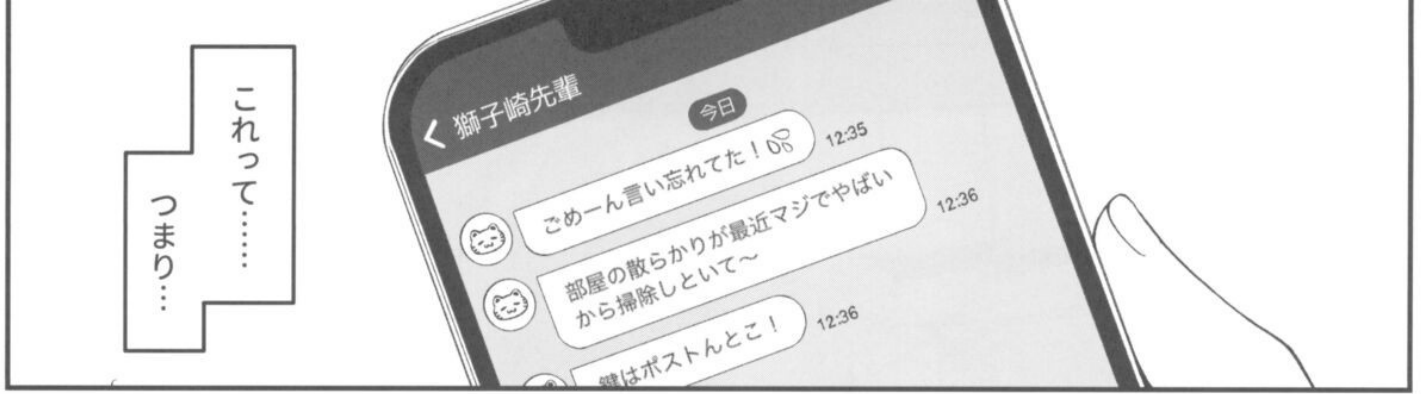 これって……
つまり…
獅子崎先輩
今日
ごめーん言い忘れてた！
12:35
部屋の散らかりが最近マジでやばい
から掃除しといて～
12:36
鍵はポストんとこ！
12:36